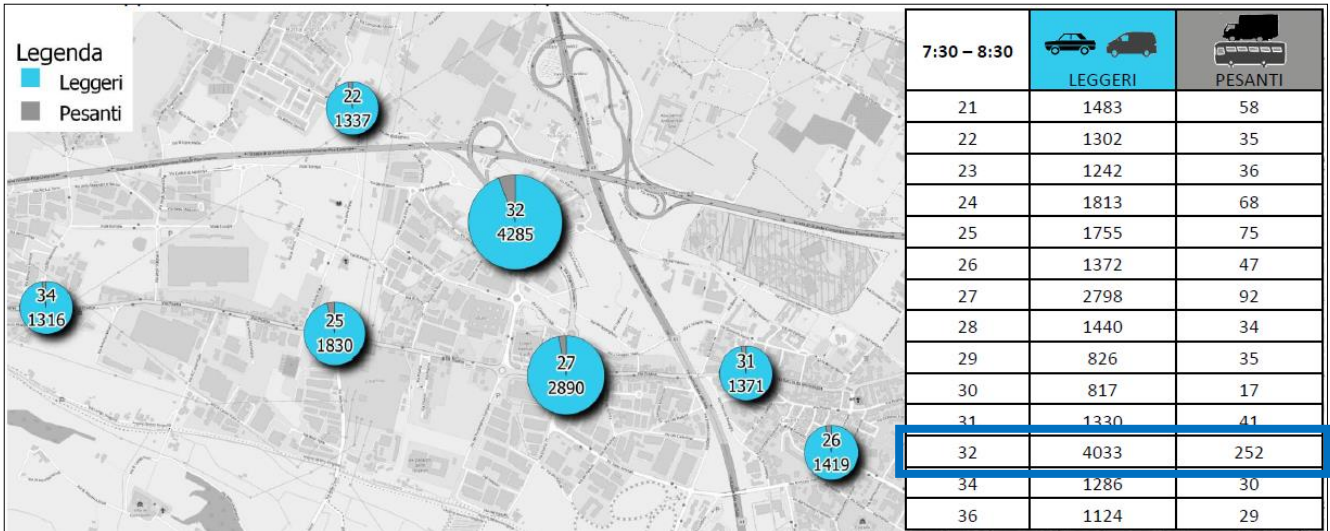 Legenda
Leggeri
Pesanti
22
1337
32
4285
34
1316
25
1830
27
2890
31
1371
26
1419
7:30 – 8:30 LEGGERI PESANTI
21 1483 58
22 1302 35
23 1242 36
24 1813 68
25 1755 75
26 1372 47
27 2798 92
28 1440 34
29 826 35
30 817 17
31 1330 41
32 4033 252
34 1286 30
36 1124 29